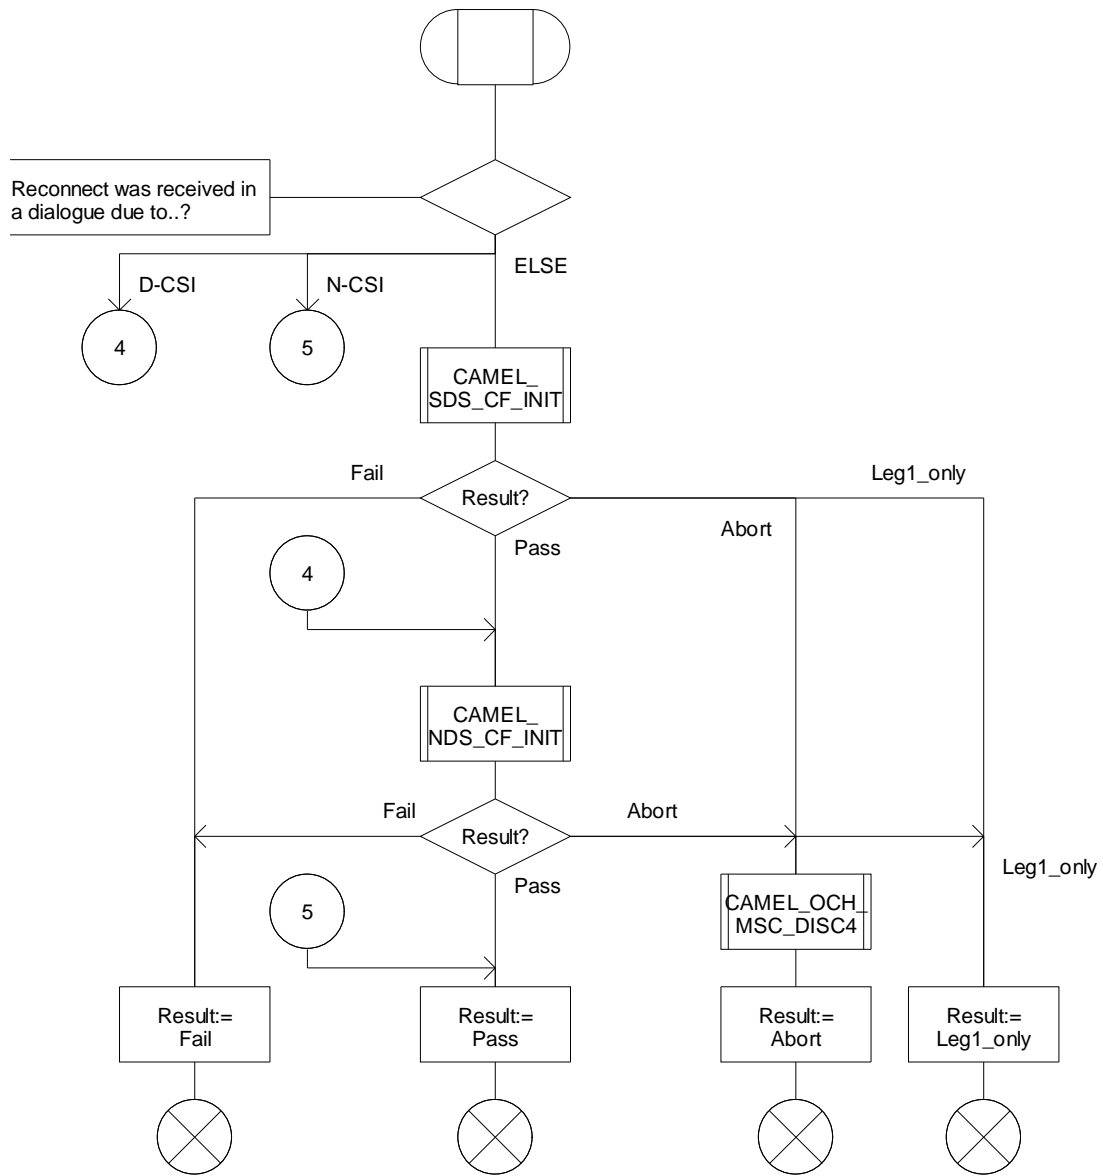 Reconnect was received in
a dialogue due to..?
ELSE
D-CSI
N-CSI
4
5
CAMEL_
SDS_CF_INIT
Fail
Result?
Leg1_only
Abort
Pass
4
CAMEL_
NDS_CF_INIT
Fail
Result?
Abort
Leg1_only
Pass
5
CAMEL_OCH_
MSC_DISC4
Result:=
Fail
Result:=
Pass
Result:=
Abort
Result:=
Leg1_only